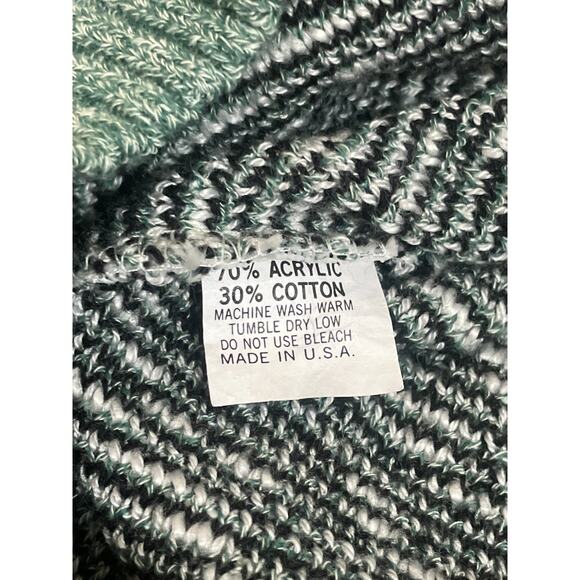 70% ACRYLIC
30% COTTON
MACHINE WASH WARM
TUMBLE DRY LOW
DO NOT USE BLEACH
MADE IN U.S.A.